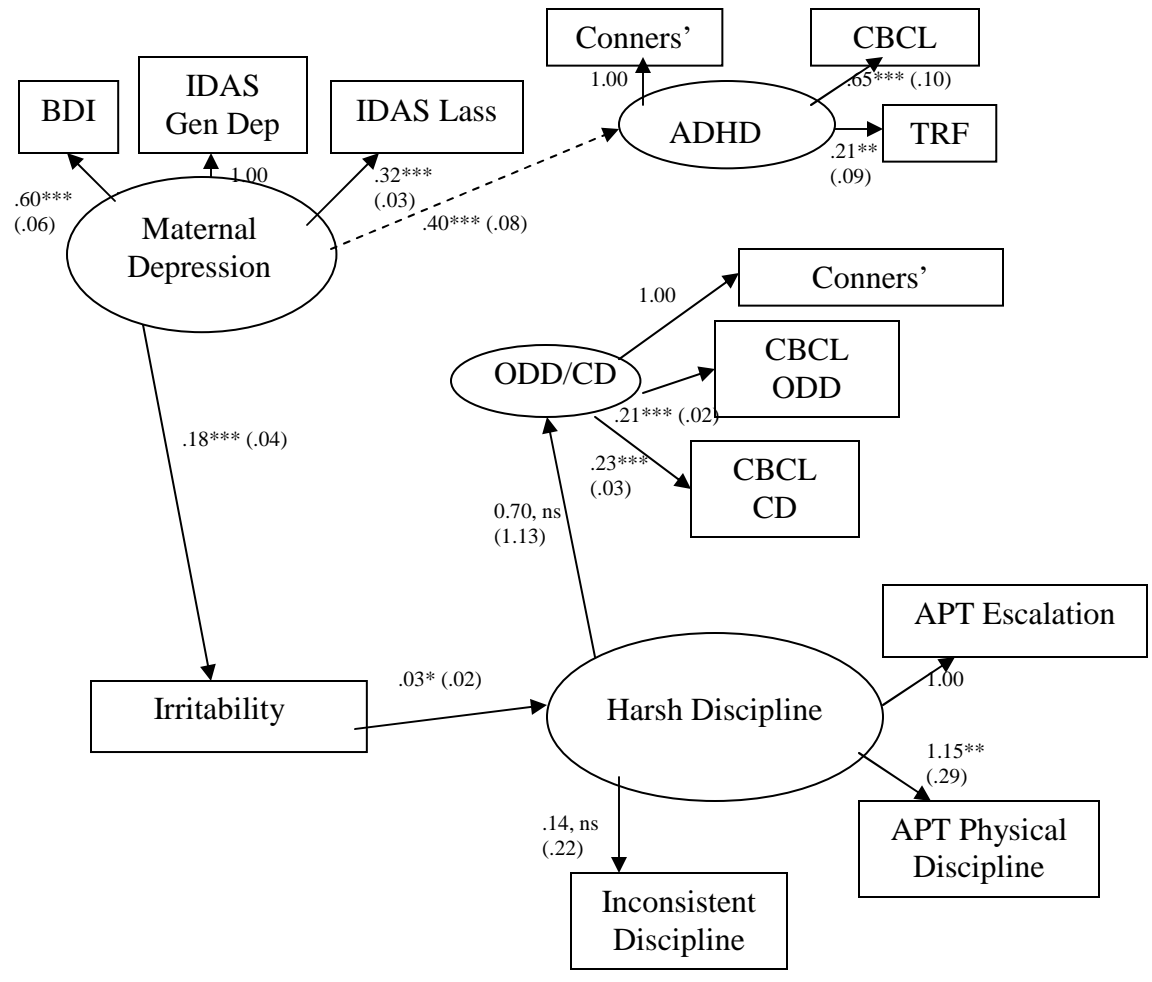 Conners’
CBCL
1.00
.65*** (.10)
BDI
IDAS
Gen Dep
IDAS Lass
ADHD
TRF
.21**
(.09)
1.00
.60***
(.06)
.32***
(.03)
.40*** (.08)
Maternal
Depression
Conners’
1.00
CBCL
ODD
ODD/CD
.21*** (.02)
.18*** (.04)
.23***
(.03)
CBCL
CD
0.70, ns
(1.13)
APT Escalation
1.00
Irritability
.03* (.02)
Harsh Discipline
1.15**
(.29)
APT Physical
Discipline
.14, ns
(.22)
Inconsistent
Discipline